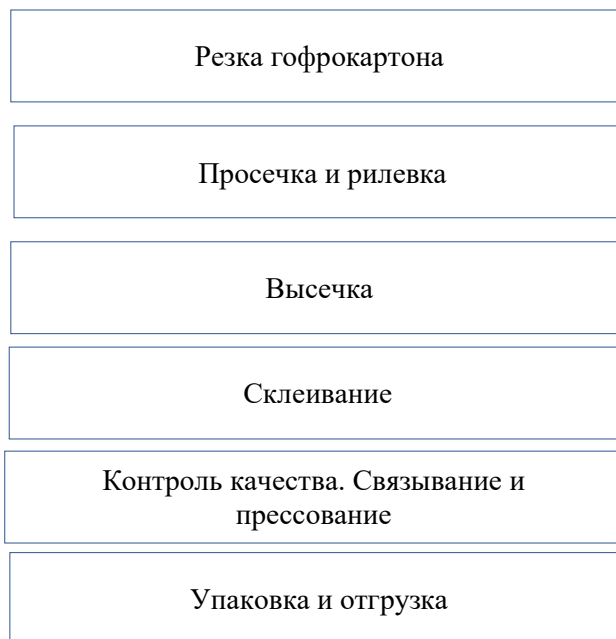 Резка гофрокартона
Просечка и рилевка
Высечка
Склеивание
Контроль качества. Связывание и
прессование
Упаковка и отгрузка